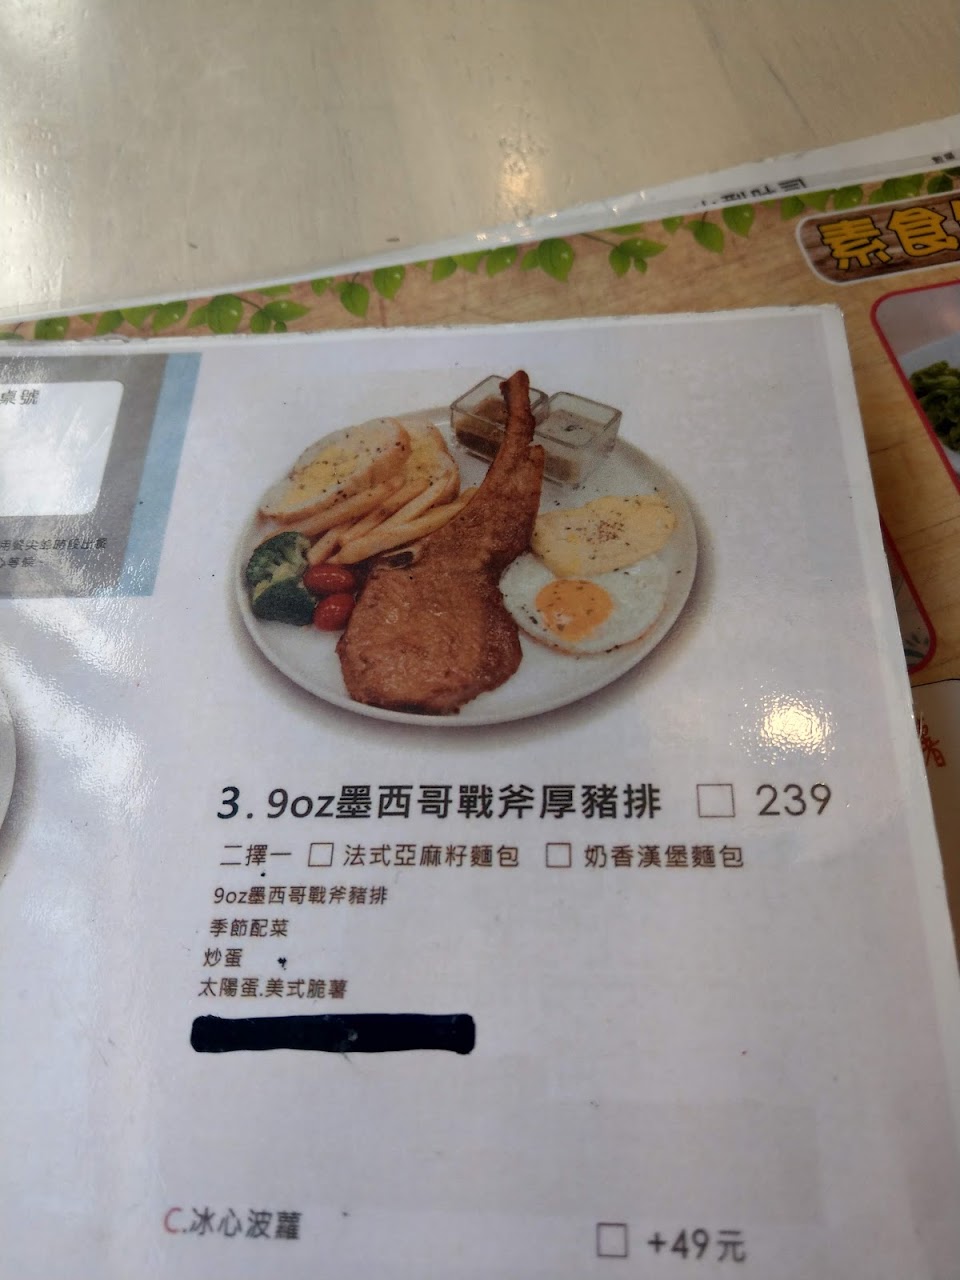 素食
桌號
3. 9oz墨西哥戰斧厚豬排 □ 239
二擇一 □ 法式亞麻籽麵包 □ 奶香漢堡麵包
9oz墨西哥戰斧豬排
季節配菜
炒蛋
太陽蛋.美式脆薯
C.冰心波蘿 □ +49元